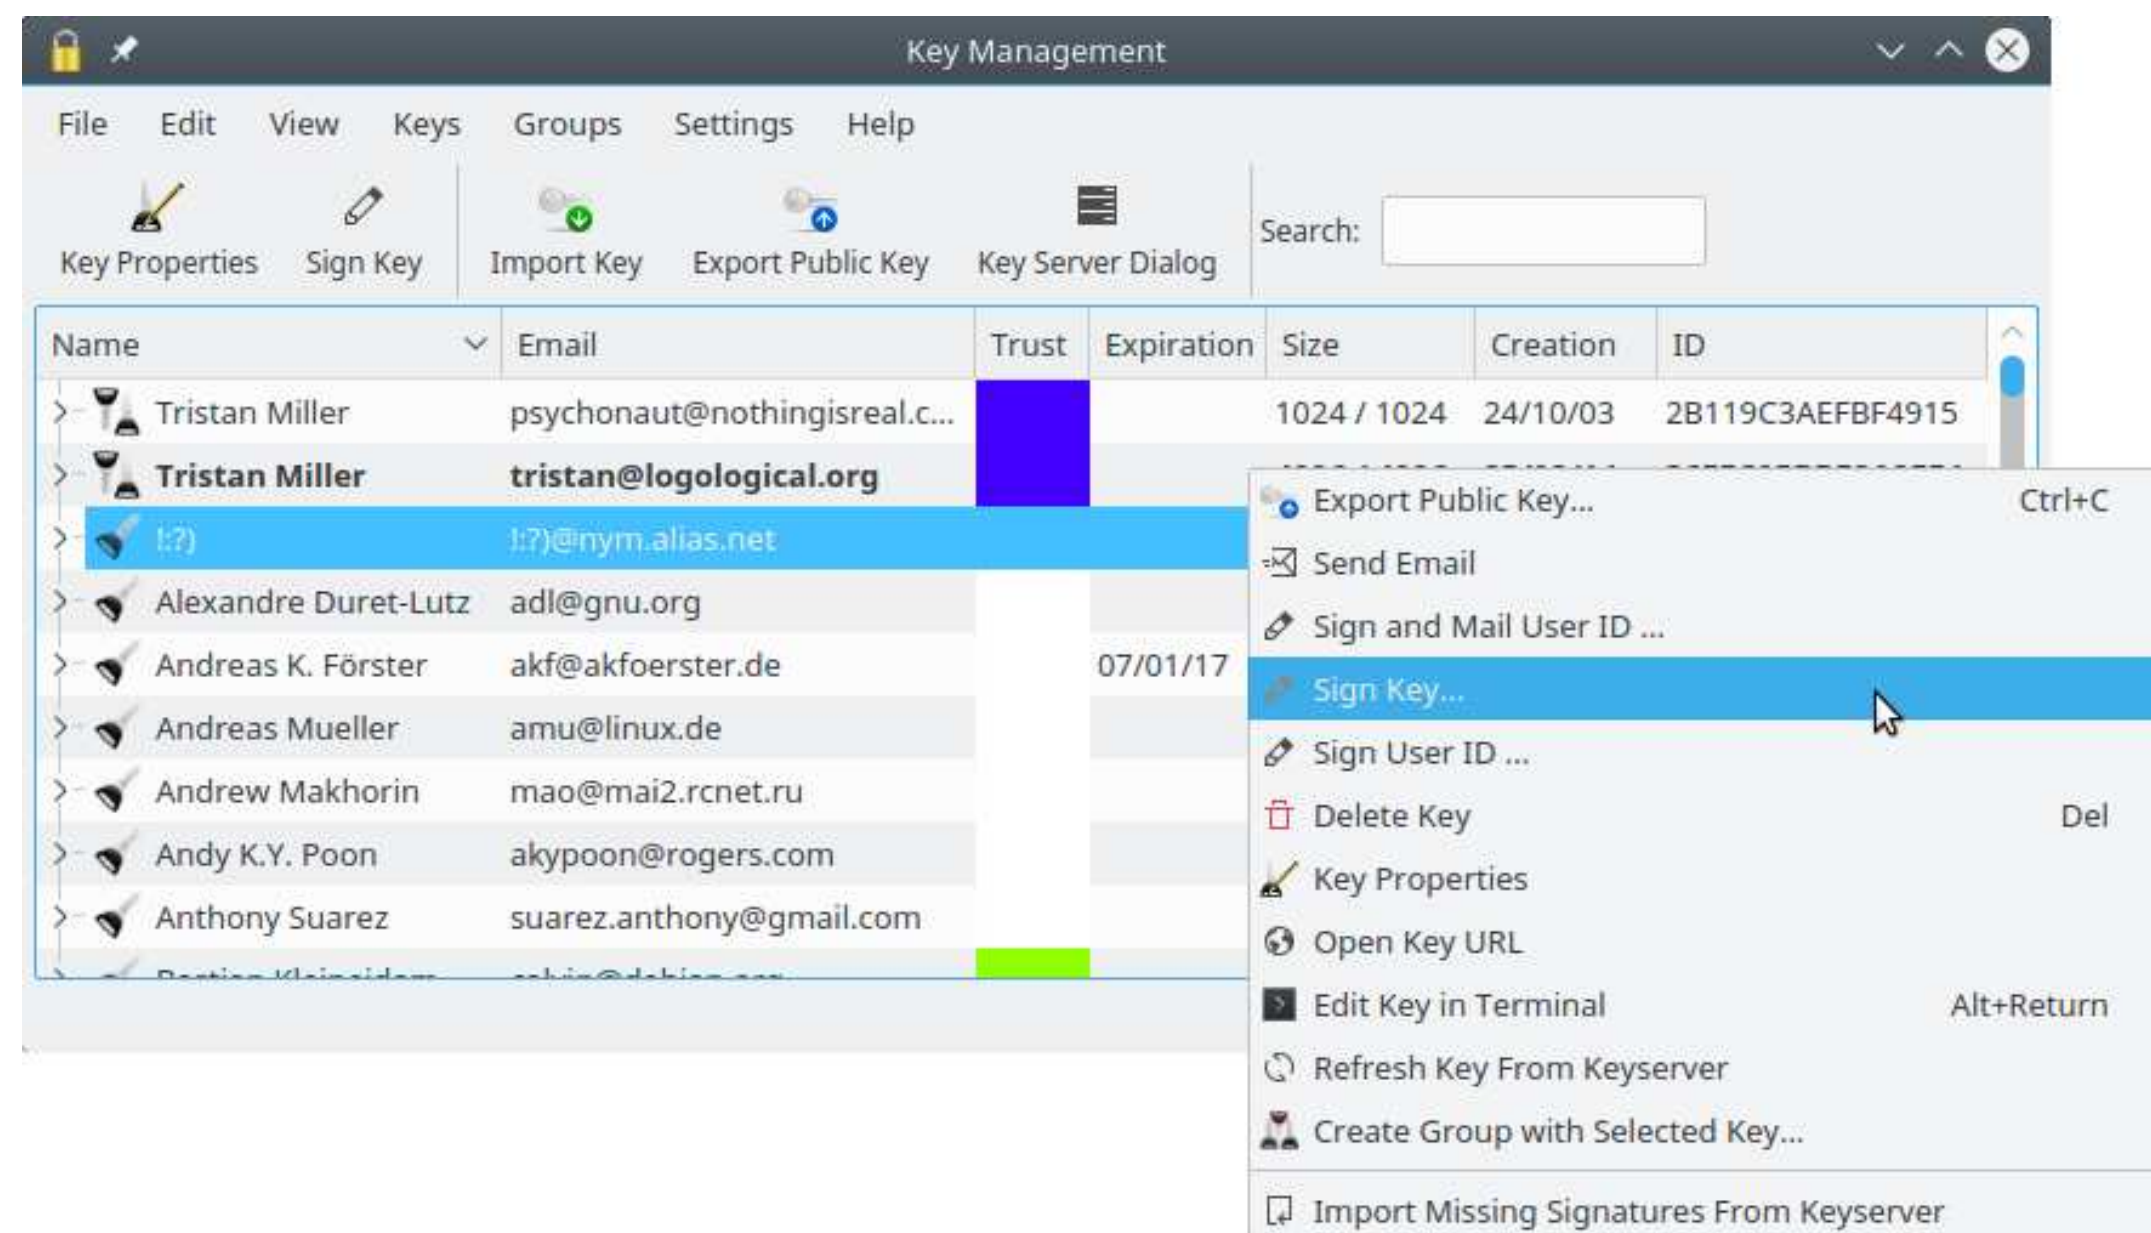 Key Management
File Edit View Keys Groups Settings Help
Key Properties Sign Key Import Key Export Public Key Key Server Dialog Search:
Name Email Trust Expiration Size Creation ID
Tristan Miller psychonaut@nothingisreal.c... 1024 / 1024 24/10/03 2B119C3AEFBF4915
Tristan Miller tristan@logological.org
!:?) !:?)@nym.alias.net
Alexandre Duret-Lutz adl@gnu.org
Andreas K. Förster akf@akfoerster.de 07/01/17
Andreas Mueller amu@linux.de
Andrew Makhorin mao@mai2.rcnet.ru
Andy K.Y. Poon akypoon@rogers.com
Anthony Suarez suarez.anthony@gmail.com
Export Public Key... Ctrl+C
Send Email
Sign and Mail User ID ...
Sign Key...
Sign User ID ...
Delete Key Del
Key Properties
Open Key URL
Edit Key in Terminal Alt+Return
Refresh Key From Keyserver
Create Group with Selected Key...
Import Missing Signatures From Keyserver